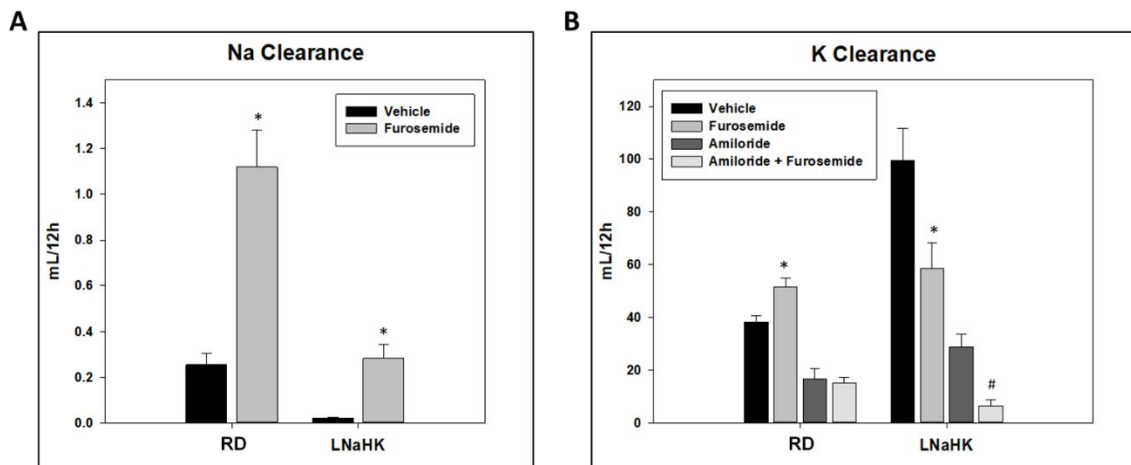 A
Na Clearance
mL/12h
1.4
1.2
1.0
0.8
0.6
0.4
0.2
0.0
Vehicle
Furosemide
*
*
RD
LNaHK
B
K Clearance
mL/12h
120
100
80
60
40
20
0
Vehicle
Furosemide
Amiloride
Amiloride + Furosemide
*
*
#
RD
LNaHK